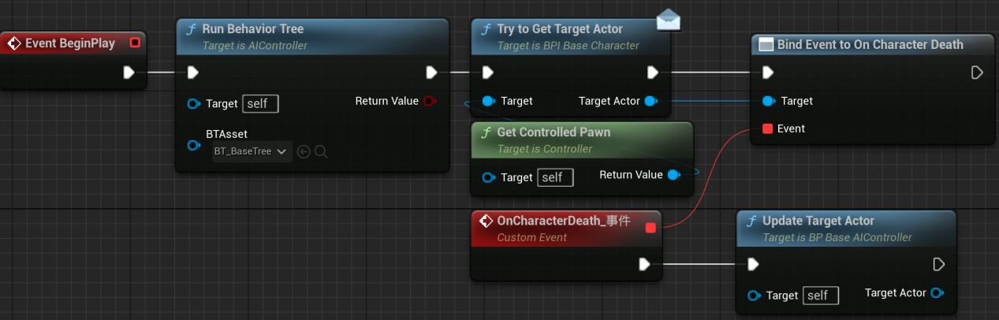 Event BeginPlay
Run Behavior Tree
Target is AIController
Target
self
Return Value
BTAsset
BT_BaseTree
Try to Get Target Actor
Target is BPI Base Character
Target
Target Actor
Get Controlled Pawn
Target is Controller
Target
self
Return Value
Bind Event to On Character Death
Target
Event
OnCharacterDeath_事件
Custom Event
Update Target Actor
Target is BP Base AIController
Target
self
Target Actor